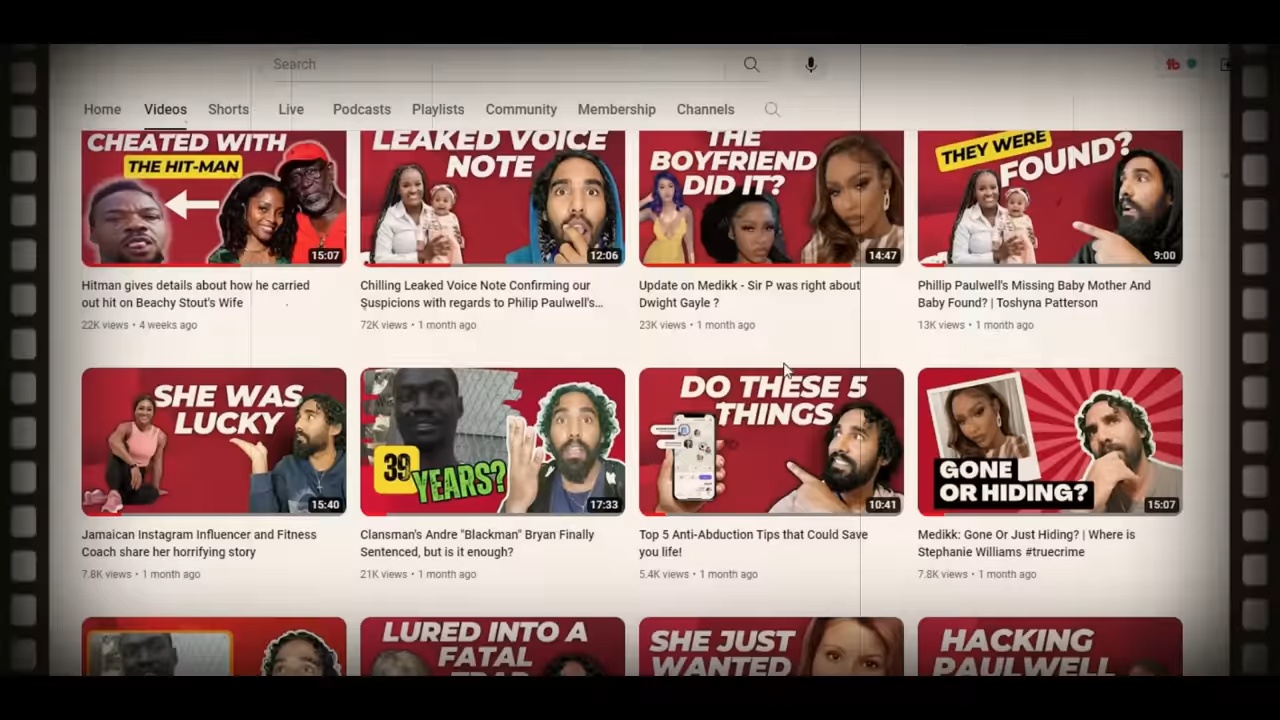 Search
Home Videos Shorts Live Podcasts Playlists Community Membership Channels
CHEATED WITH
THE HIT-MAN
15:07
LEAKED VOICE
NOTE
12:06
THE
BOYFRIEND
DID IT?
14:47
THEY WERE
FOUND?
9:00
Hitman gives details about how he carried
out hit on Beachy Stout's Wife
22K views • 4 weeks ago
Chilling Leaked Voice Note Confirming our
Suspicions with regards to Philip Paulwell's...
72K views • 1 month ago
Update on Medikk - Sir P was right about
Dwight Gayle ?
23K views • 1 month ago
Phillip Paulwell's Missing Baby Mother And
Baby Found? | Toshyna Patterson
13K views • 1 month ago
SHE WAS
LUCKY
15:40
39
YEARS?
17:33
DO THESE 5
THINGS
10:41
GONE
OR HIDING?
15:07
Jamaican Instagram Influencer and Fitness
Coach share her horrifying story
7.8K views • 1 month ago
Clansman's Andre "Blackman" Bryan Finally
Sentenced, but is it enough?
21K views • 1 month ago
Top 5 Anti-Abduction Tips that Could Save
you life!
5.4K views • 1 month ago
Medikk: Gone Or Just Hiding? | Where is
Stephanie Williams #truecrime
7.8K views • 1 month ago
LURED INTO A
FATAL
TRAP
SHE JUST
WANTED
HACKING
PAULWELL